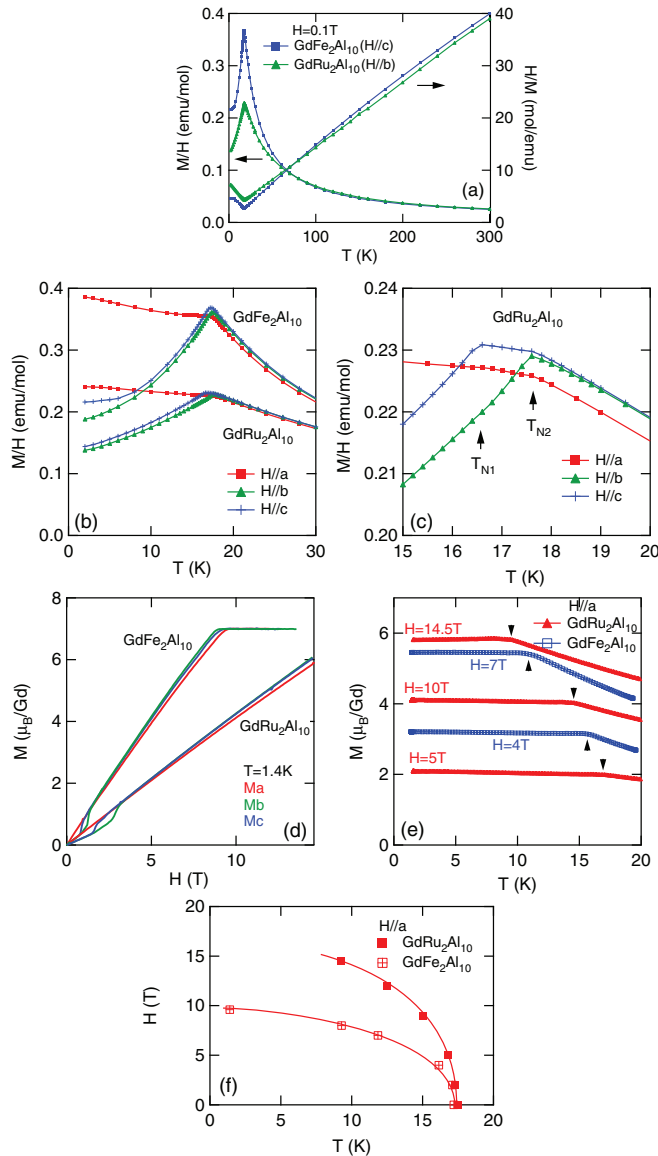 H=0.1T
GdFe2Al10(H//c)
GdRu2Al10(H//b)
M/H (emu/mol)
H/M (mol/emu)
0.4
0.3
0.2
0.1
0.0
40
30
20
10
0
0 100 200 300
T (K)
(a)
GdFe2Al10
GdRu2Al10
M/H (emu/mol)
0.4
0.3
0.2
0.1
0.0
H//a
H//b
H//c
(b)
0 10 20 30
T (K)
GdRu2Al10
M/H (emu/mol)
0.24
0.23
0.22
0.21
0.20
TN1
TN2
H//a
H//b
H//c
(c)
15 16 17 18 19 20
T (K)
GdFe2Al10
GdRu2Al10
M (μB/Gd)
8
6
4
2
0
T=1.4K
Ma
Mb
Mc
(d)
0 5 10
H (T)
H//a
GdRu2Al10
GdFe2Al10
H=14.5T
H=7T
H=10T
H=4T
H=5T
M (μB/Gd)
6
4
2
0
(e)
0 5 10 15 20
T (K)
H//a
GdRu2Al10
GdFe2Al10
H (T)
20
15
10
5
0
(f)
0 5 10 15 20
T (K)